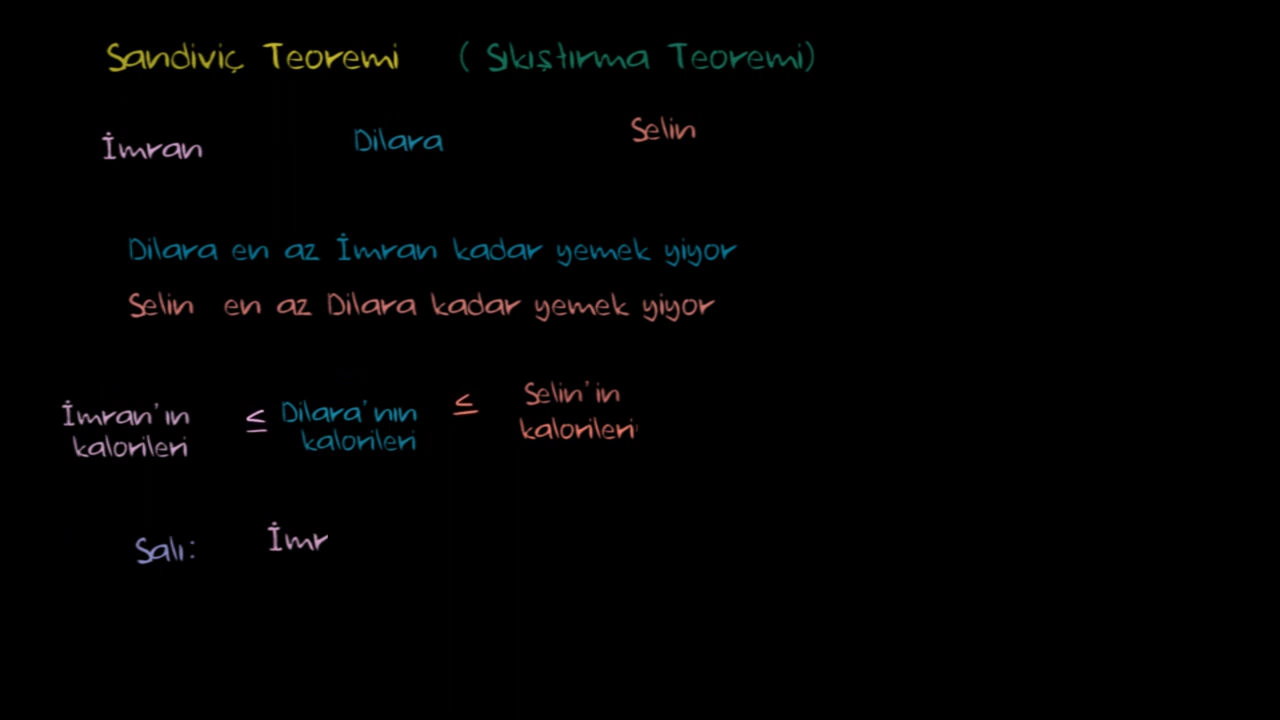 Sandiviç Teoremi ( Sıkıştırma Teoremi)
İmran Dilara Selin
Dilara en az İmran kadar yemek yiyor
Selin en az Dilara kadar yemek yiyor
İmran'ın ≤ Dilara'nın ≤ Selin'in
kalorileri kalorileri kalorileri
Salı: İmr